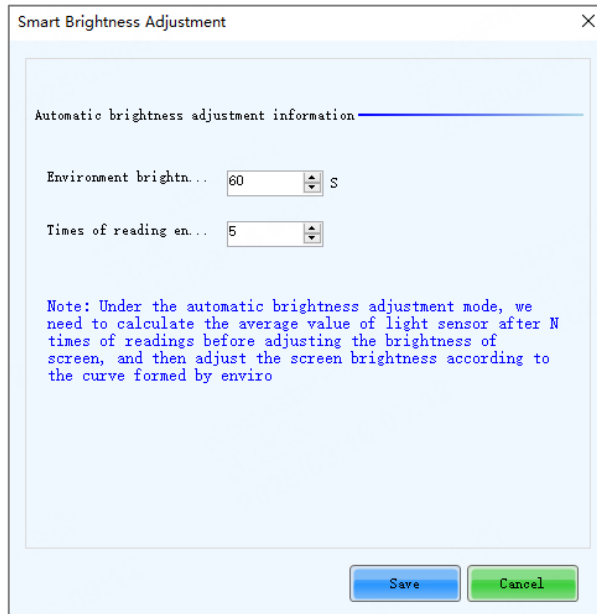 Smart Brightness Adjustment
Automatic brightness adjustment information
Environment brightn... 60 S
Times of reading en... 5
Note: Under the automatic brightness adjustment mode, we
need to calculate the average value of light sensor after N
times of readings before adjusting the brightness of
screen, and then adjust the screen brightness according to
the curve formed by enviro
Save Cancel